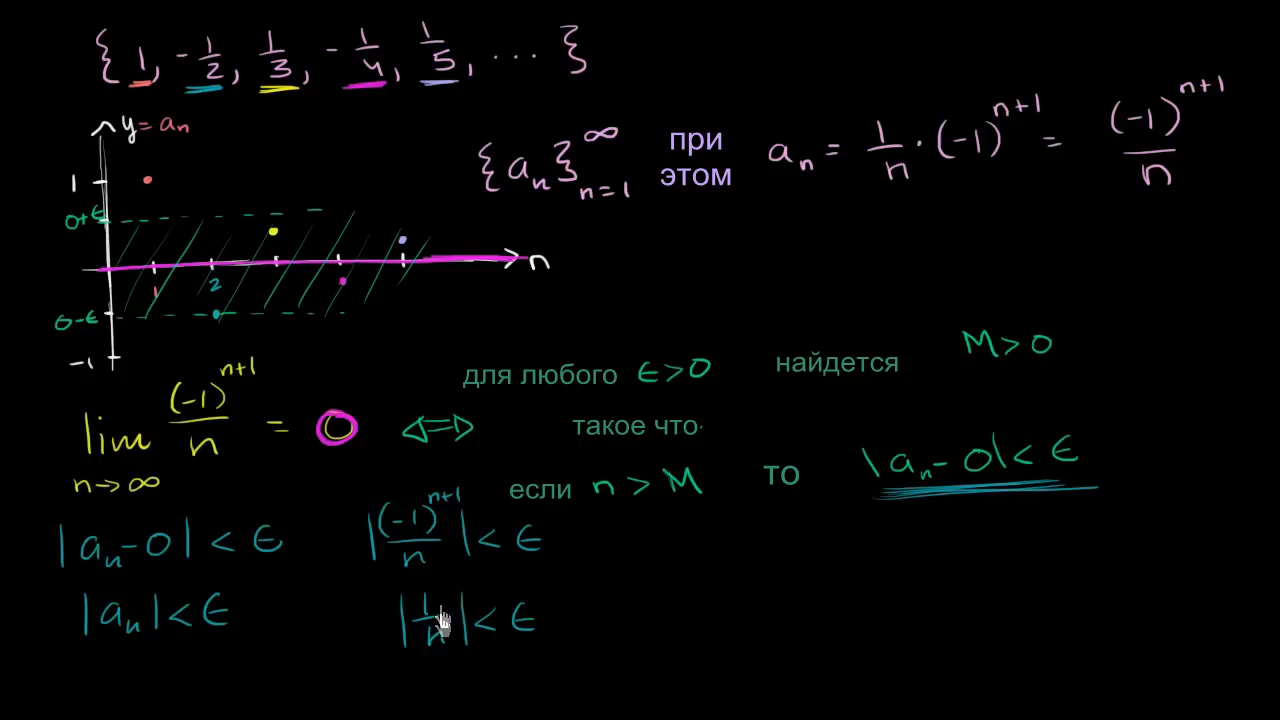 { 1, -1/2, 1/3, -1/4, 1/5, ... }
y = aₙ
{aₙ}ₙ₌₁^∞ при этом aₙ = 1/n · (-1)^(n+1) = (-1)^(n+1)/n
1
0+ε
n
1 2
0-ε
-1
lim n→∞ (-1)^(n+1)/n = 0 ⇔
для любого ε>0 найдется M>0
такое что
если n > M то |aₙ - 0| < ε
|aₙ - 0| < ε |(-1)^(n+1)/n| < ε
|aₙ| < ε |1/n| < ε